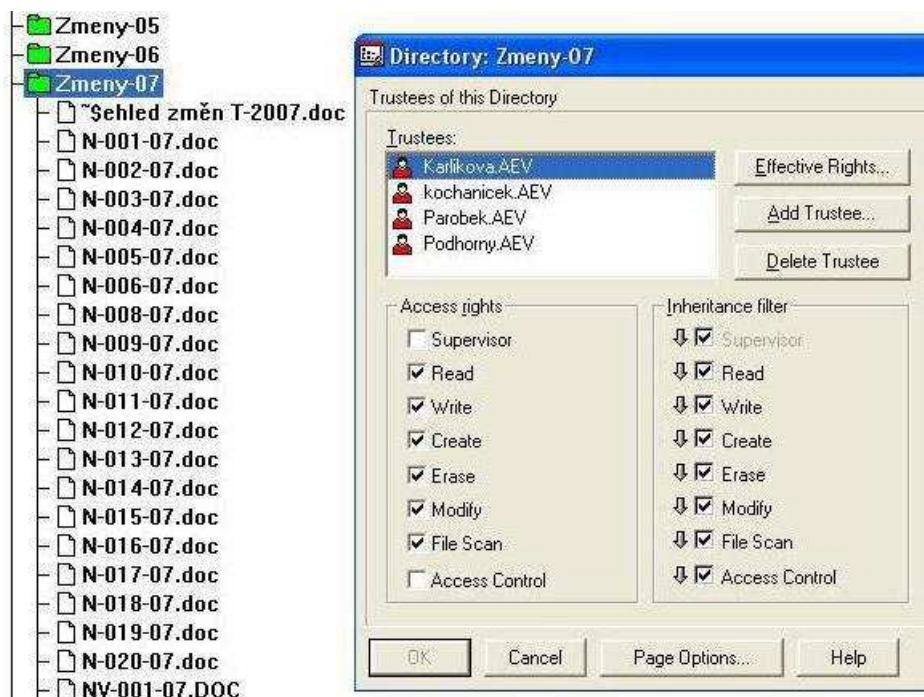 Zmeny-05
Zmeny-06
Zmeny-07
~$ehled změn T-2007.doc
N-001-07.doc
N-002-07.doc
N-003-07.doc
N-004-07.doc
N-005-07.doc
N-006-07.doc
N-008-07.doc
N-009-07.doc
N-010-07.doc
N-011-07.doc
N-012-07.doc
N-013-07.doc
N-014-07.doc
N-015-07.doc
N-016-07.doc
N-017-07.doc
N-018-07.doc
N-019-07.doc
N-020-07.doc
NV-001-07.DOC
Directory: Zmeny-07
Trustees of this Directory
Trustees:
Karlikova.AEV
kochanicek.AEV
Parobek.AEV
Podhorny.AEV
Effective Rights...
Add Trustee...
Delete Trustee
Access rights
Supervisor
Read
Write
Create
Erase
Modify
File Scan
Access Control
Inheritance filter
Supervisor
Read
Write
Create
Erase
Modify
File Scan
Access Control
OK Cancel Page Options... Help